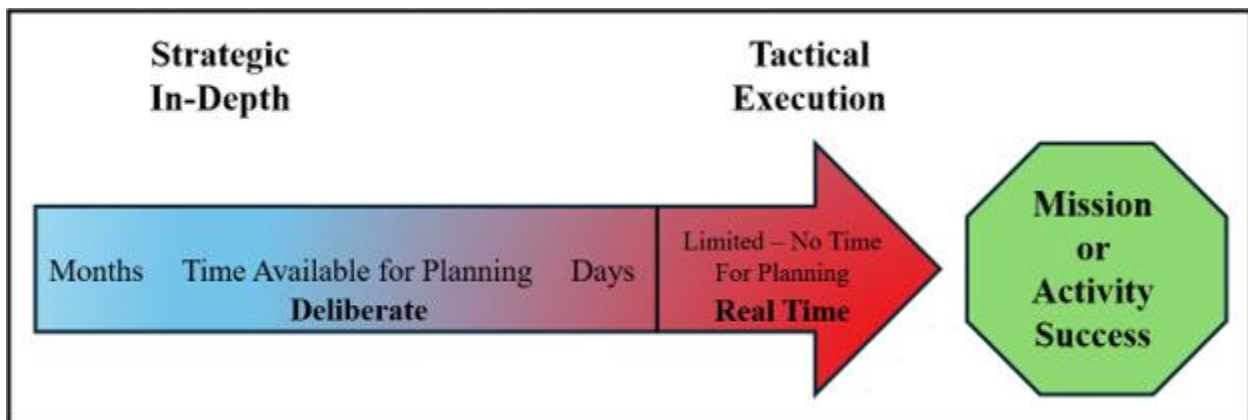 Strategic
In-Depth
Tactical
Execution
Months Time Available for Planning Days
Deliberate
Limited – No Time
For Planning
Real Time
Mission
or
Activity
Success